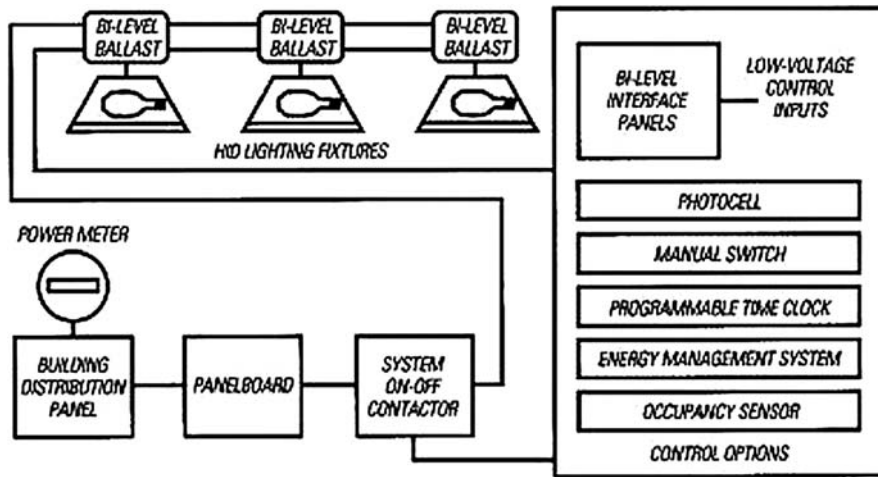 BI-LEVEL
BALLAST
BI-LEVEL
BALLAST
BI-LEVEL
BALLAST
HID LIGHTING FIXTURES
BI-LEVEL
INTERFACE
PANELS
LOW-VOLTAGE
CONTROL
INPUTS
PHOTOCELL
MANUAL SWITCH
PROGRAMMABLE TIME CLOCK
ENERGY MANAGEMENT SYSTEM
OCCUPANCY SENSOR
CONTROL OPTIONS
POWER METER
BUILDING
DISTRIBUTION
PANEL
PANELBOARD
SYSTEM
ON-OFF
CONTACTOR